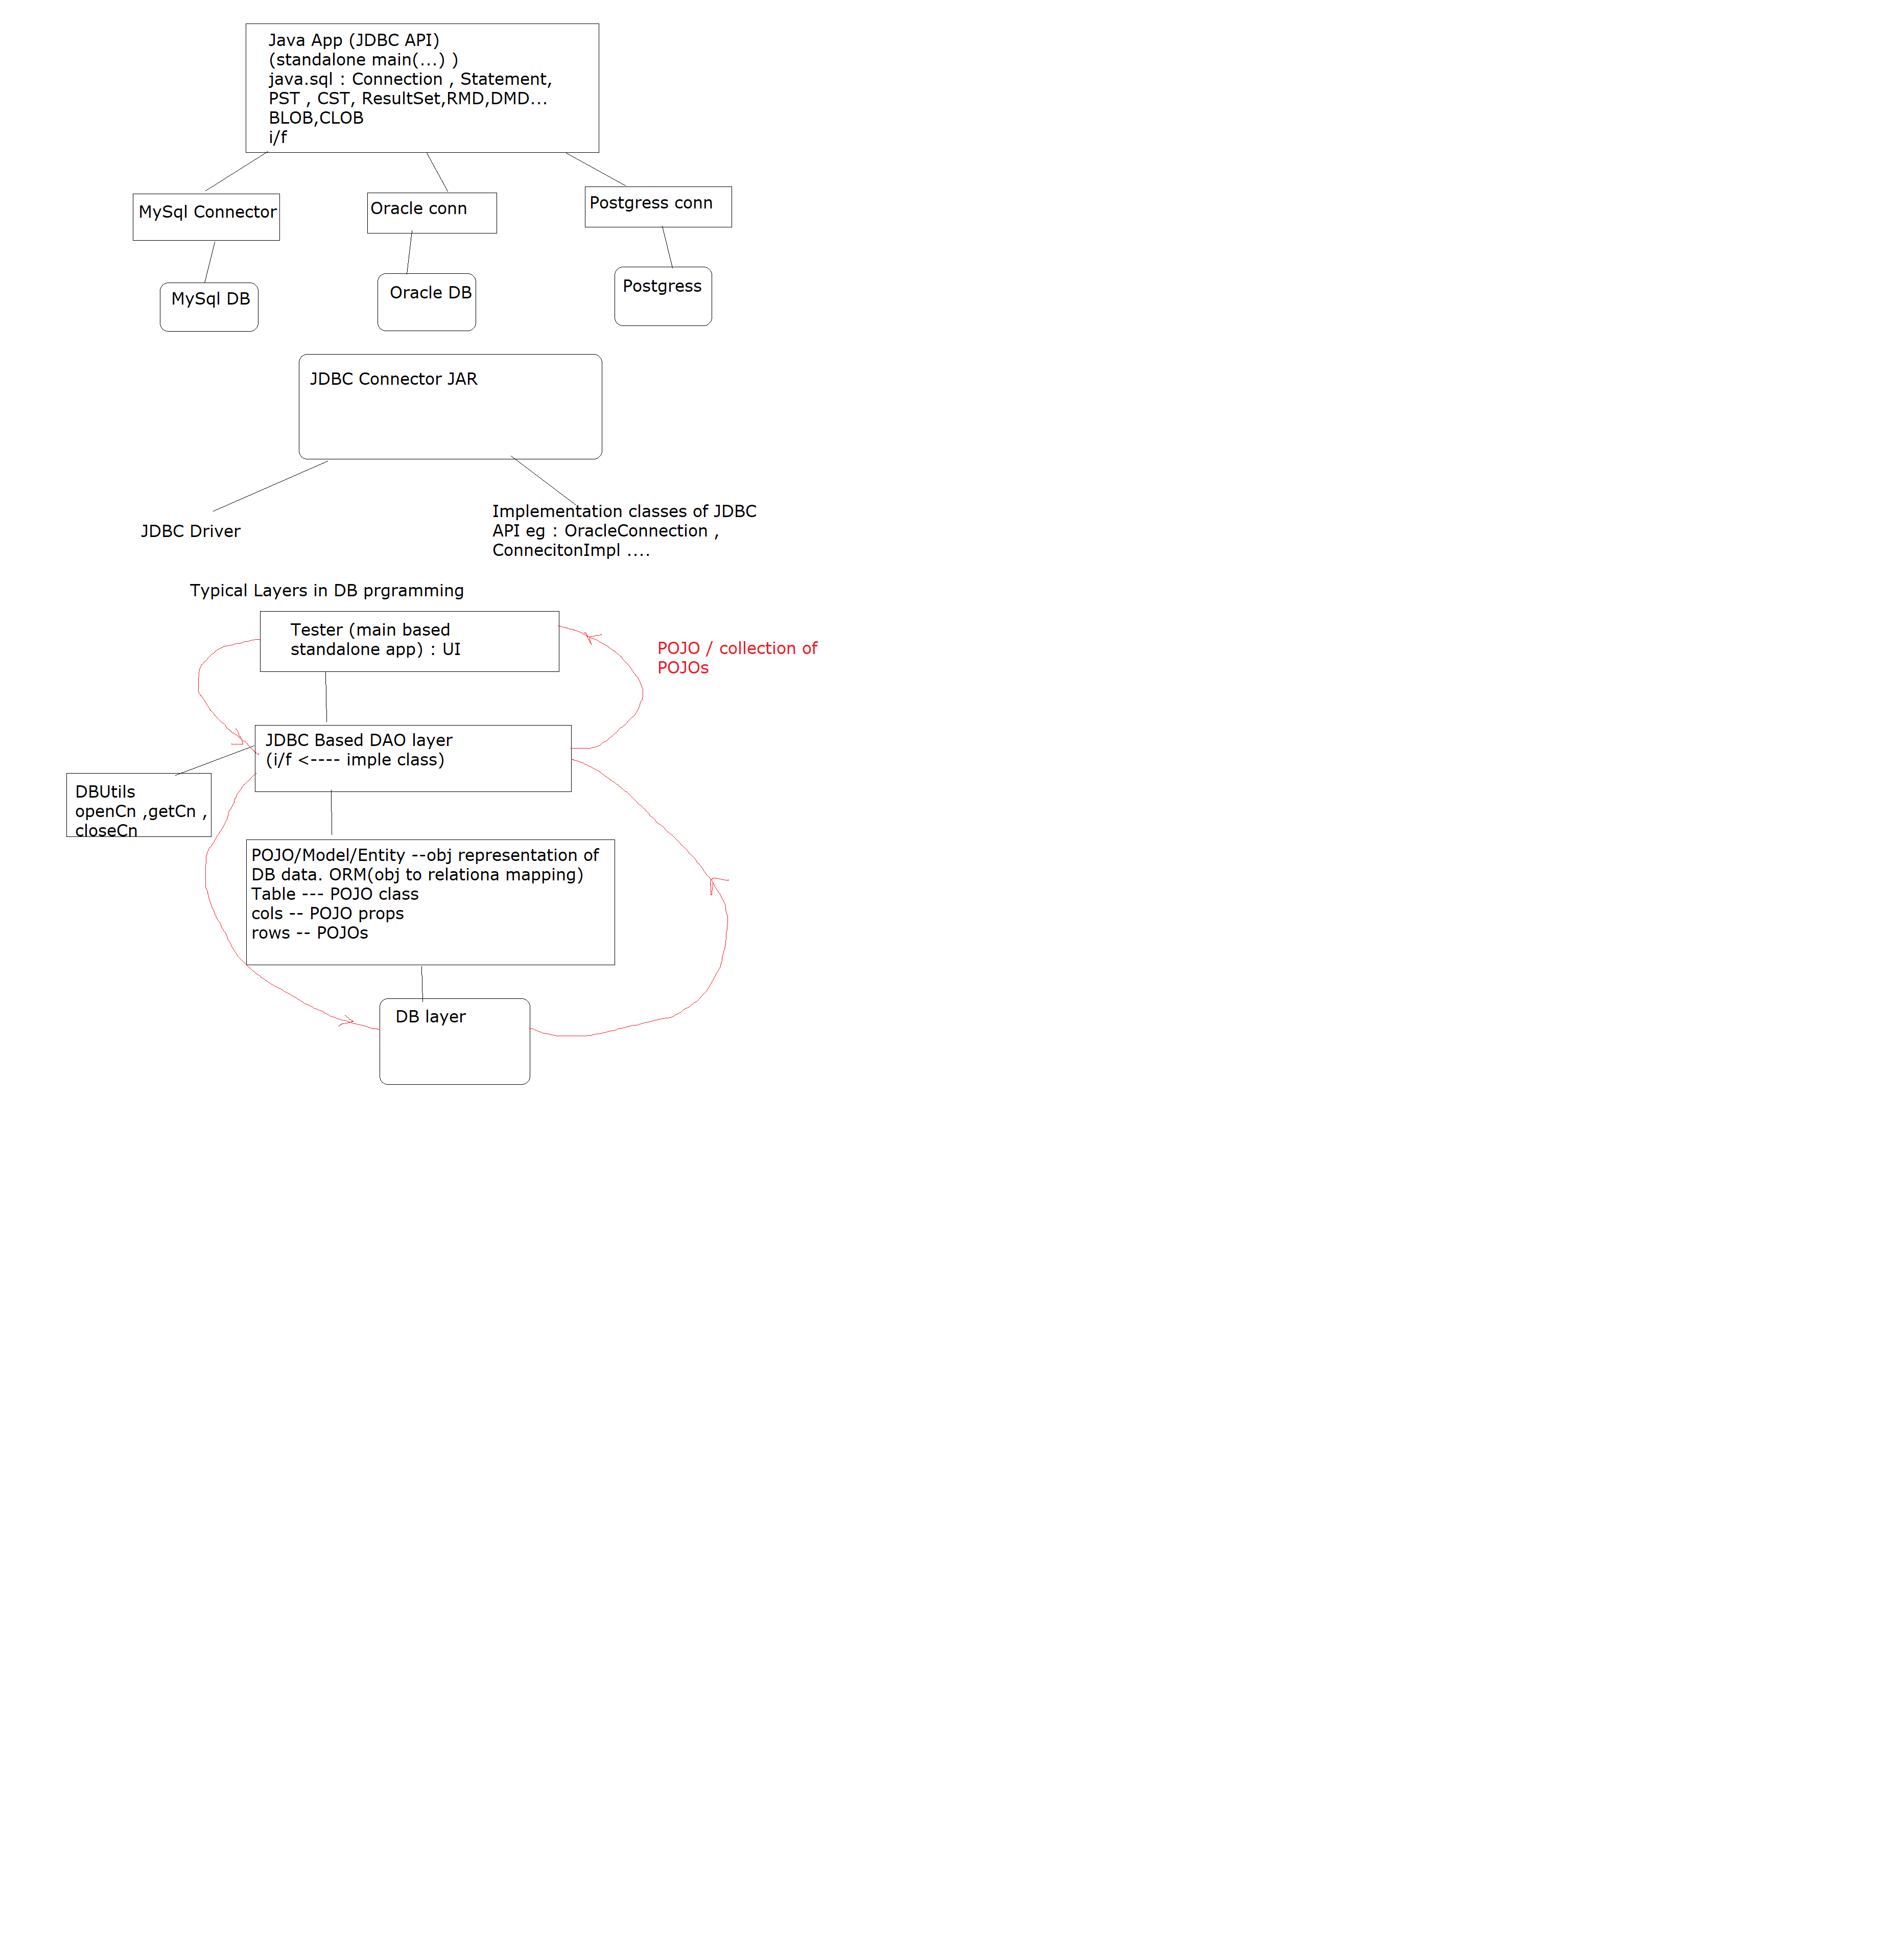 Java App (JDBC API)
(standalone main(...) )
java.sql : Connection , Statement,
PST , CST, ResultSet,RMD,DMD...
BLOB,CLOB
i/f
MySql Connector
Oracle conn
Postgress conn
MySql DB
Oracle DB
Postgress
JDBC Connector JAR
JDBC Driver
Implementation classes of JDBC
API eg : OracleConnection ,
ConnecitonImpl ....
Typical Layers in DB prgramming
Tester (main based
standalone app) : UI
POJO / collection of
POJOs
JDBC Based DAO layer
(i/f <---- imple class)
DBUtils
openCn ,getCn ,
closeCn
POJO/Model/Entity --obj representation of
DB data. ORM(obj to relationa mapping)
Table --- POJO class
cols -- POJO props
rows -- POJOs
DB layer